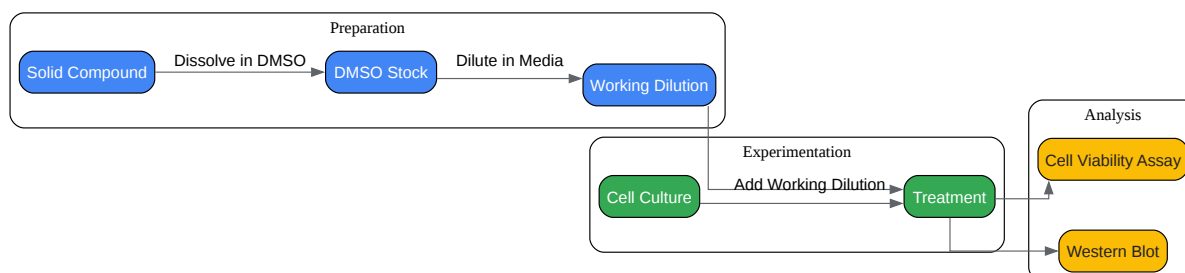 Preparation
Solid Compound
Dissolve in DMSO
DMSO Stock
Dilute in Media
Working Dilution
Experimentation
Cell Culture
Add Working Dilution
Treatment
Analysis
Cell Viability Assay
Western Blot